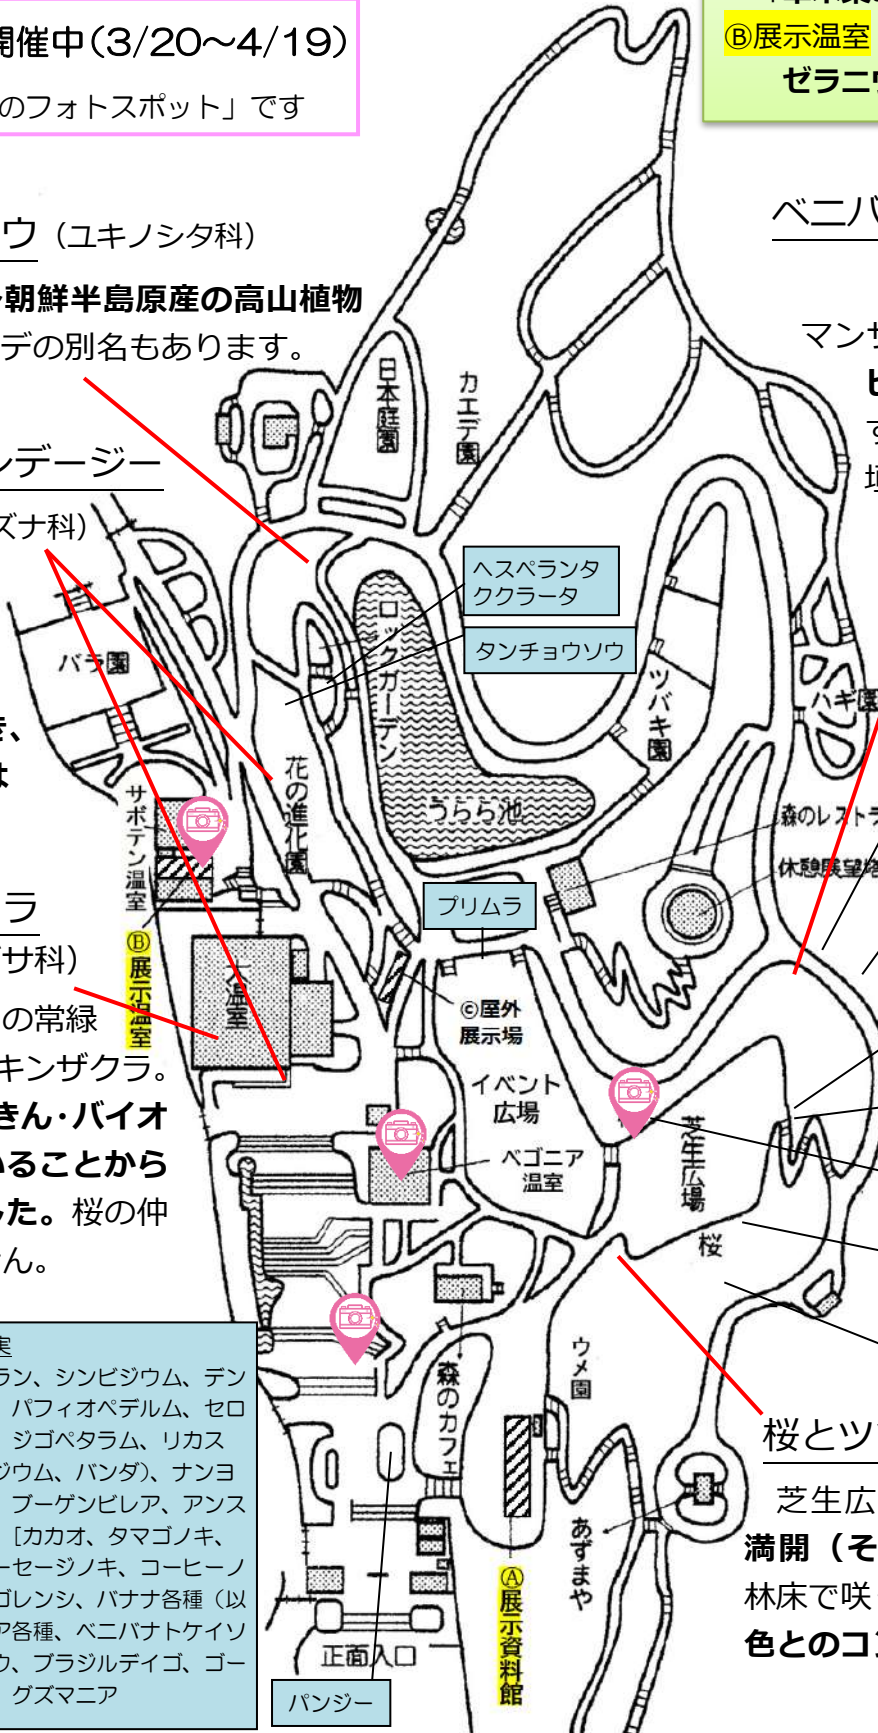 開催中(3/20～4/19)
のフォトスポット」です
Ⓑ展示温室
ゼラニウ
ウ（ユキノシタ科）
朝鮮半島原産の高山植物
デの別名もあります。
ベニバ
マンサ
ヒ
す
垣
ンデージー
ズナ科）
日本庭園
カエデ園
ヘスペランタ
ククラータ
タンチョウソウ
ロックガーデン
バラ園
ツバキ園
ハギ園
き、
は
花の進化園
うらら池
サボテン温室
森のレストラ
休憩展望塔
プリムラ
ラ
サ科）
Ⓑ展示温室
大温室
©屋外
展示場
の常緑
キンザクラ。
きん・バイオ
いることから
した。桜の仲
せん。
イベント
広場
ベゴニア
温室
芝生広場
桜
実
ラン、シンビジウム、デン
パフィオペデルム、セロ
ジゴペタラム、リカス
ジウム、バンダ）、ナンヨ
ブーゲンビレア、アンス
［カカオ、タマゴノキ、
ーセージノキ、コーヒーノ
ゴレンシ、バナナ各種（以
ア各種、ベニバナトケイソ
ウ、ブラジルデイゴ、ゴー
グズマニア
森のカフェ
ウメ園
あずまや
Ⓐ展示資料館
正面入口
パンジー
桜とツ
芝生広
満開（そ
林床で咲
色とのコン